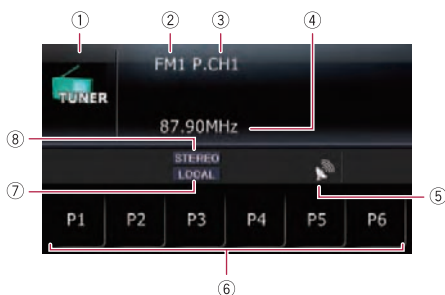 ① ② ③ ④
FM1 P.CH1
TUNER
87.90MHz
⑧ STEREO
⑦ LOCAL
⑤
P1 P2 P3 P4 P5 P6
⑥